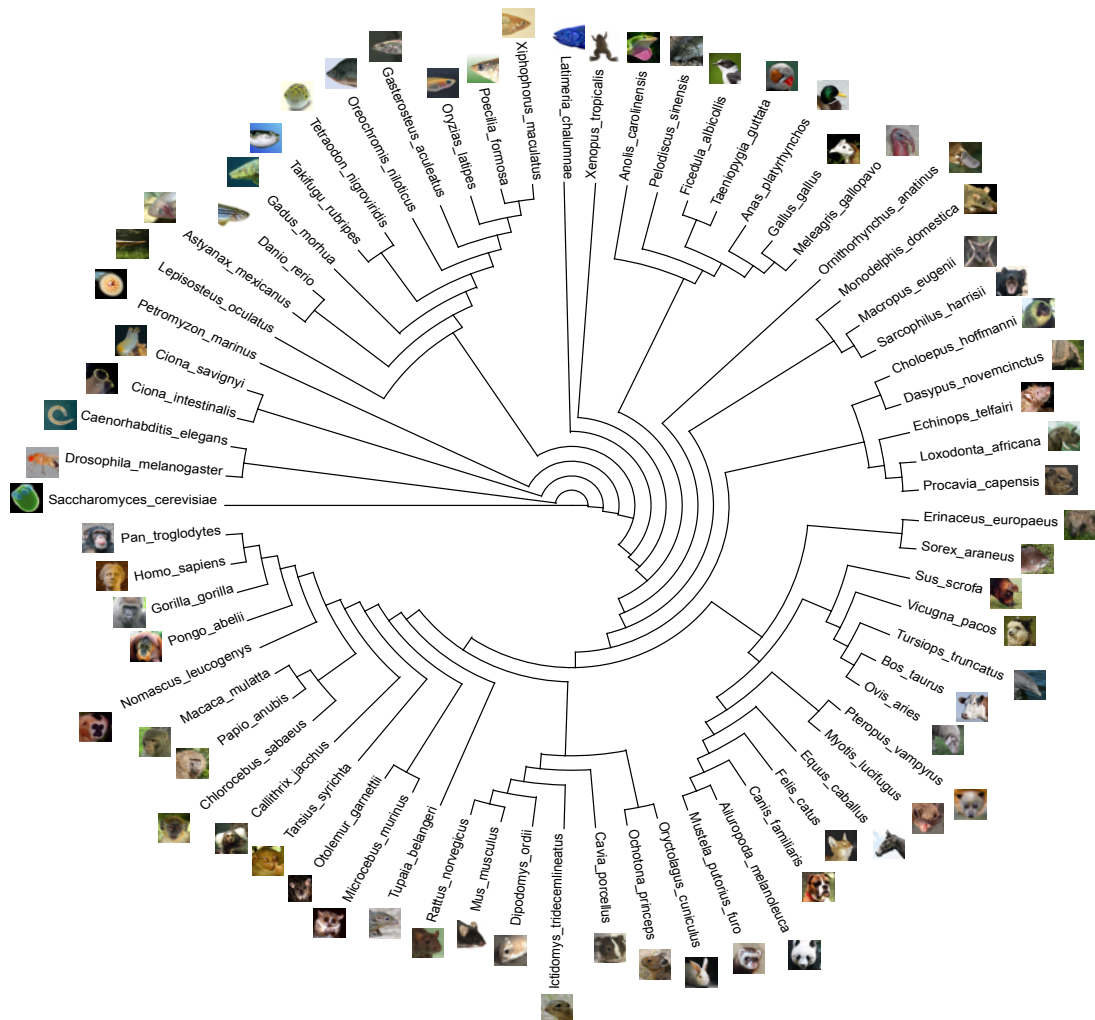 Latimeria_chalumnae
Xenopus_tropicalis
Anolis_carolinensis
Pelodiscus_sinensis
Ficedula_albicollis
Taeniopygia_guttata
Anas_platyrhynchos
Gallus_gallus
Meleagris_gallopavo
Ornithorhynchus_anatinus
Monodelphis_domestica
Macropus_eugenii
Sarcophilus_harrisii
Choloepus_hoffmanni
Dasypus_novemcinctus
Echinops_telfairi
Loxodonta_africana
Procavia_capensis
Erinaceus_europaeus
Sorex_araneus
Sus_scrofa
Vicugna_pacos
Tursiops_truncatus
Bos_taurus
Ovis_aries
Pteropus_vampyrus
Myotis_lucifugus
Equus_caballus
Felis_catus
Canis_familiaris
Ailuropoda_melanoleuca
Mustela_putorius_furo
Oryctolagus_cuniculus
Ochotona_princeps
Cavia_porcellus
Ictidomys_tridecemlineatus
Dipodomys_ordii
Mus_musculus
Rattus_norvegicus
Tupaia_belangeri
Microcebus_murinus
Otolemur_garnettii
Tarsius_syrichta
Callithrix_jacchus
Chlorocebus_sabaeus
Papio_anubis
Macaca_mulatta
Nomascus_leucogenys
Pongo_abelii
Gorilla_gorilla
Homo_sapiens
Pan_troglodytes
Saccharomyces_cerevisiae
Drosophila_melanogaster
Caenorhabditis_elegans
Ciona_intestinalis
Ciona_savignyi
Petromyzon_marinus
Lepisosteus_oculatus
Astyanax_mexicanus
Danio_rerio
Gadus_morhua
Takifugu_rubripes
Tetraodon_nigroviridis
Oreochromis_niloticus
Gasterosteus_aculeatus
Oryzias_latipes
Poecilia_formosa
Xiphophorus_maculatus